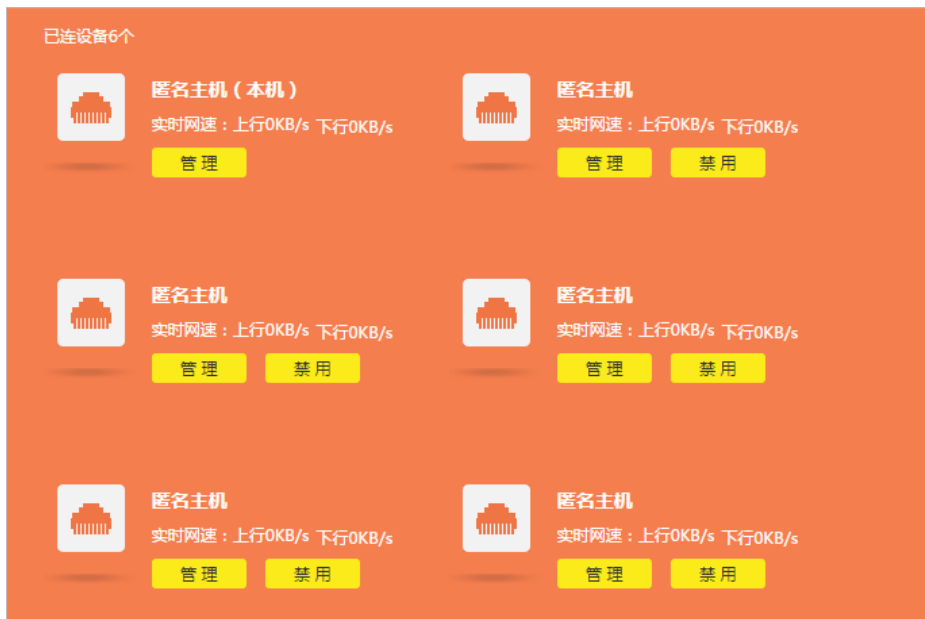 已连设备6个
匿名主机（本机）
实时网速：上行0KB/s 下行0KB/s
管 理
匿名主机
实时网速：上行0KB/s 下行0KB/s
管 理 禁 用
匿名主机
实时网速：上行0KB/s 下行0KB/s
管 理 禁 用
匿名主机
实时网速：上行0KB/s 下行0KB/s
管 理 禁 用
匿名主机
实时网速：上行0KB/s 下行0KB/s
管 理 禁 用
匿名主机
实时网速：上行0KB/s 下行0KB/s
管 理 禁 用